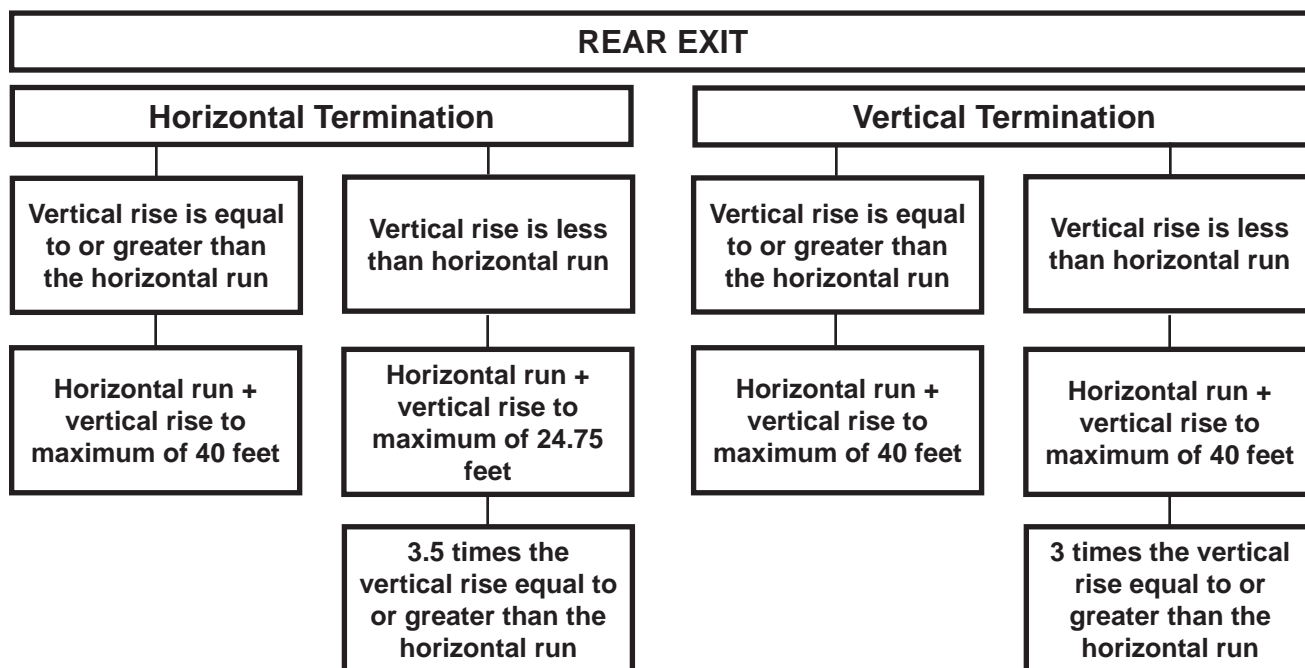 REAR EXIT
Horizontal Termination
Vertical Termination
Vertical rise is equal
to or greater than
the horizontal run
Vertical rise is less
than horizontal run
Vertical rise is equal
to or greater than
the horizontal run
Vertical rise is less
than horizontal run
Horizontal run +
vertical rise to
maximum of 40 feet
Horizontal run +
vertical rise to
maximum of 24.75
feet
Horizontal run +
vertical rise to
maximum of 40 feet
Horizontal run +
vertical rise to
maximum of 40 feet
3.5 times the
vertical rise equal to
or greater than the
horizontal run
3 times the vertical
rise equal to or
greater than the
horizontal run